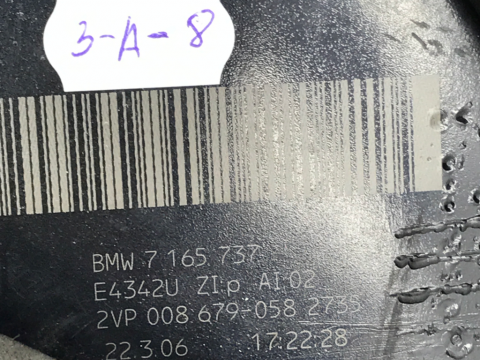 3-A-8
BMW 7 165 737
E4342U ZI:p AI:02
2VP 008 679-058 2735
22.3.06 17:22:28